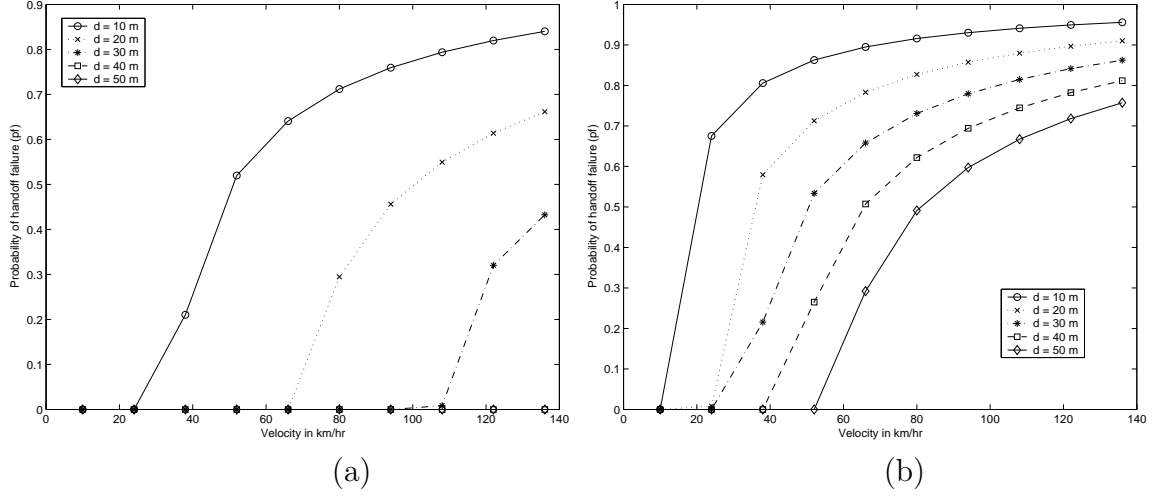 0.9
0.8
0.7
0.6
0.5
0.4
0.3
0.2
0.1
0
Probability of handoff failure (pf)
d = 10 m
d = 20 m
d = 30 m
d = 40 m
d = 50 m
0 20 40 60 80 100 120 140
Velocity in km/hr
(a)
1
0.9
0.8
0.7
0.6
0.5
0.4
0.3
0.2
0.1
0
Probability of handoff failure (pf)
d = 10 m
d = 20 m
d = 30 m
d = 40 m
d = 50 m
0 20 40 60 80 100 120 140
Velocity in km/hr
(b)